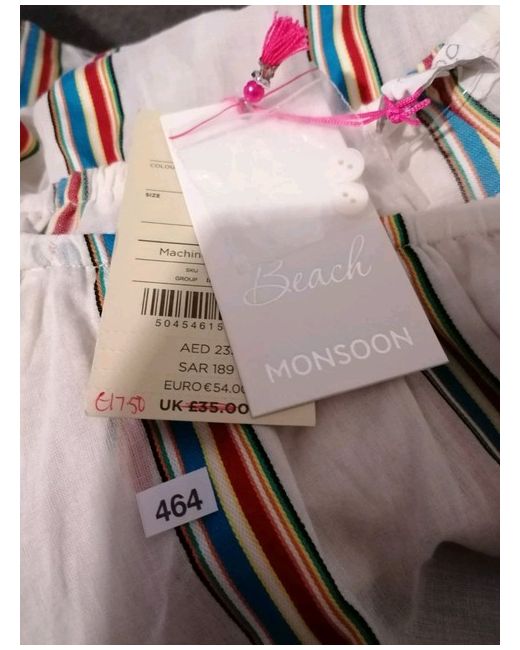 COLOU
SIZE
Machin
SKU
GROUP
50454615
AED 23
SAR 189
EURO €54.00
£17.50
UK £35.00
Beach
MONSOON
464